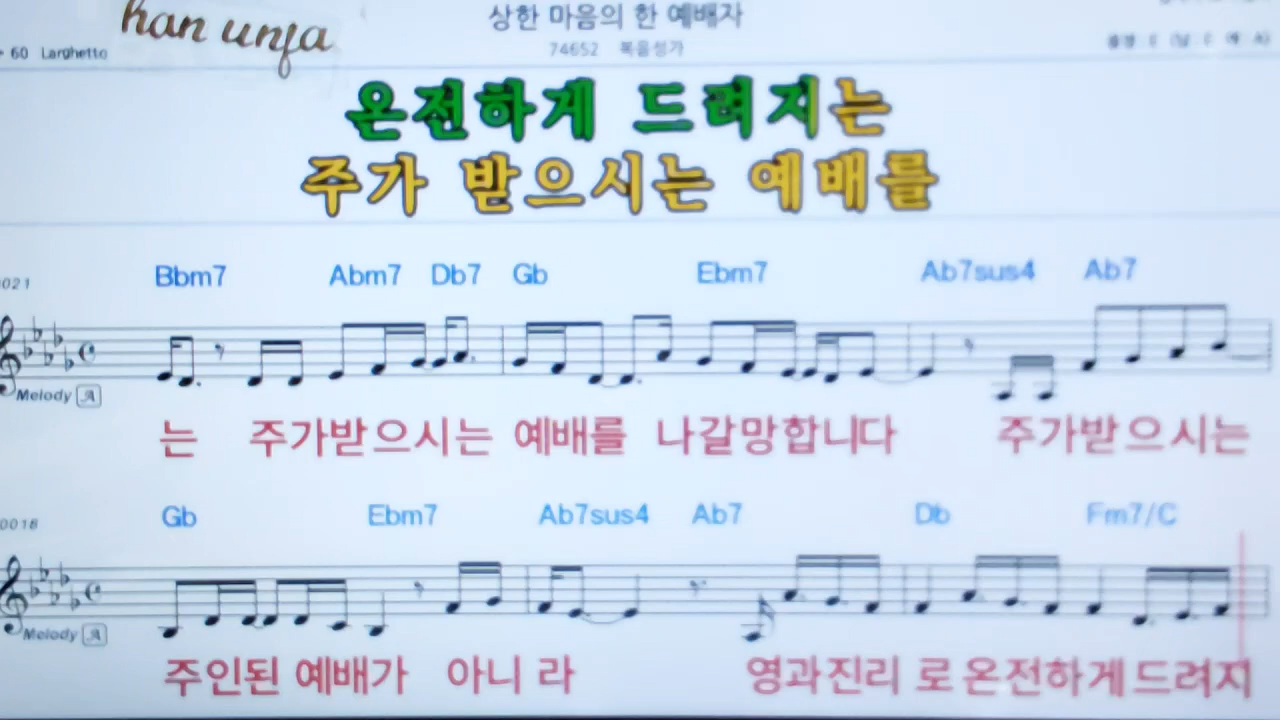 han unja
상한 마음의 한 예배자
74652 복음성가
60 Larghetto
온전하게 드려지는
주가 받으시는 예배를
021 Bbm7 Abm7 Db7 Gb Ebm7 Ab7sus4 Ab7
Melody A
는 주가받으시는 예배를 나갈망합니다 주가받으시는
0018 Gb Ebm7 Ab7sus4 Ab7 Db Fm7/C
Melody A
주인된 예배가 아니라 영과진리로온전하게드려지